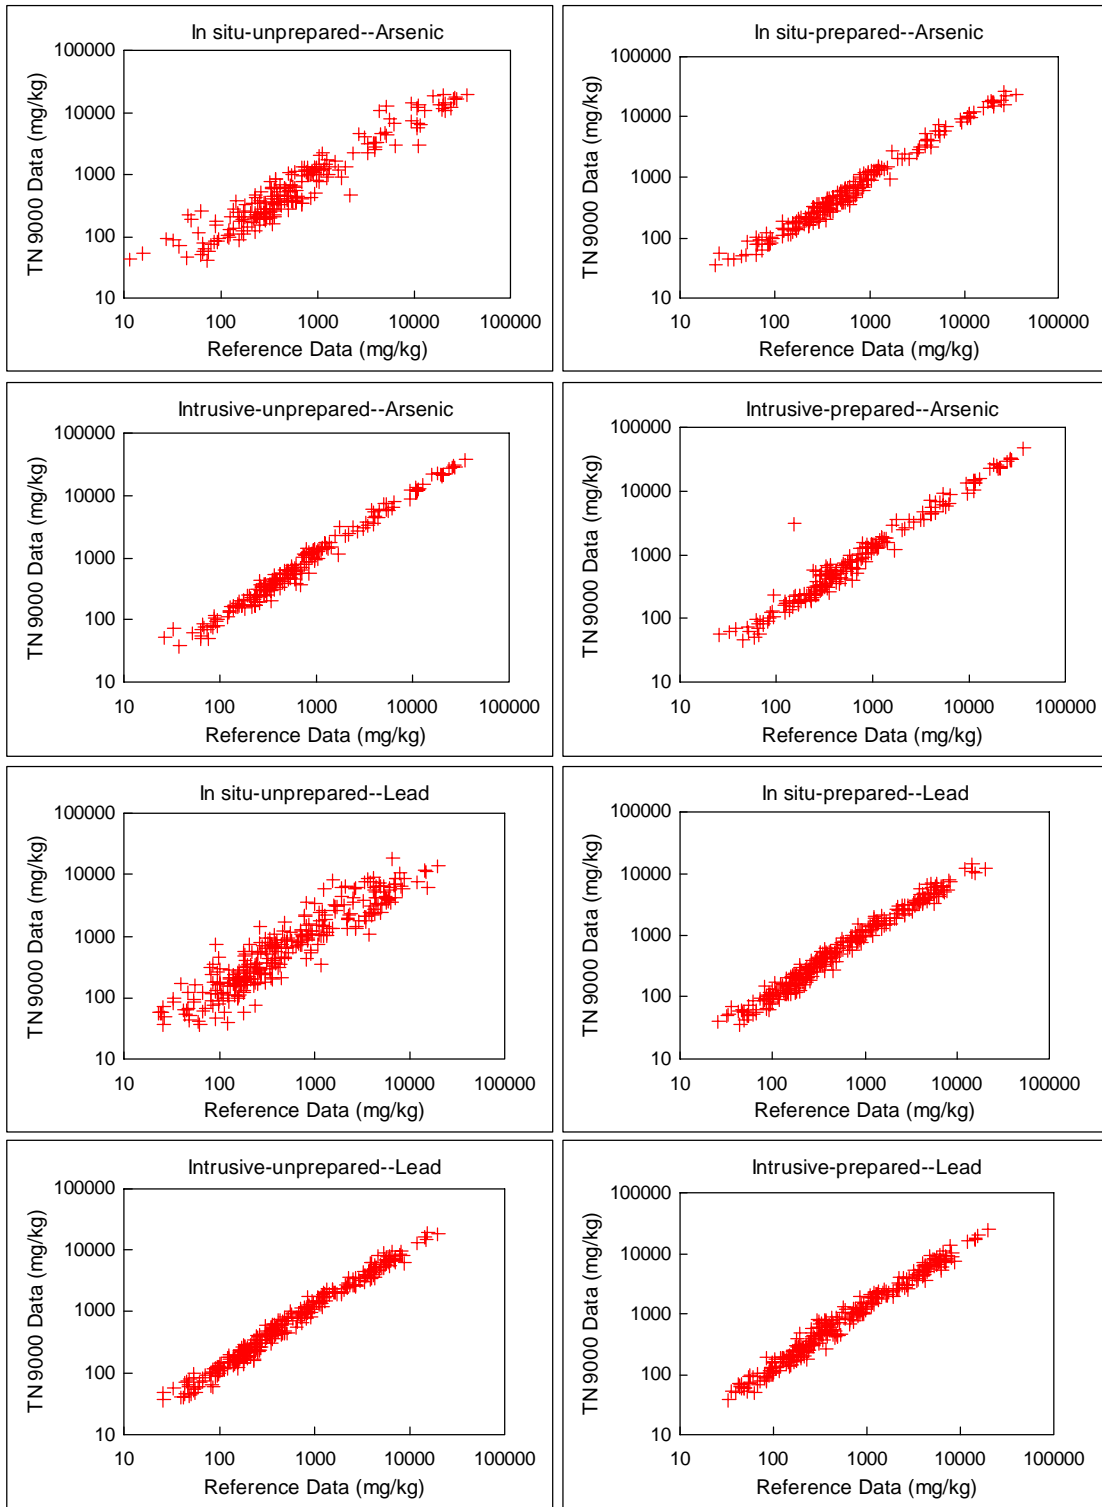 In situ-unprepared--Arsenic
TN 9000 Data (mg/kg)
100000
10000
1000
100
10
10 100 1000 10000 100000
Reference Data (mg/kg)
In situ-prepared--Arsenic
TN 9000 Data (mg/kg)
100000
10000
1000
100
10
10 100 1000 10000 100000
Reference Data (mg/kg)
Intrusive-unprepared--Arsenic
TN 9000 Data (mg/kg)
100000
10000
1000
100
10
10 100 1000 10000 100000
Reference Data (mg/kg)
Intrusive-prepared--Arsenic
TN 9000 Data (mg/kg)
100000
10000
1000
100
10
10 100 1000 10000 100000
Reference Data (mg/kg)
In situ-unprepared--Lead
TN 9000 Data (mg/kg)
100000
10000
1000
100
10
10 100 1000 10000 100000
Reference Data (mg/kg)
In situ-prepared--Lead
TN 9000 Data (mg/kg)
100000
10000
1000
100
10
10 100 1000 10000 100000
Reference Data (mg/kg)
Intrusive-unprepared--Lead
TN 9000 Data (mg/kg)
100000
10000
1000
100
10
10 100 1000 10000 100000
Reference Data (mg/kg)
Intrusive-prepared--Lead
TN 9000 Data (mg/kg)
100000
10000
1000
100
10
10 100 1000 10000 100000
Reference Data (mg/kg)